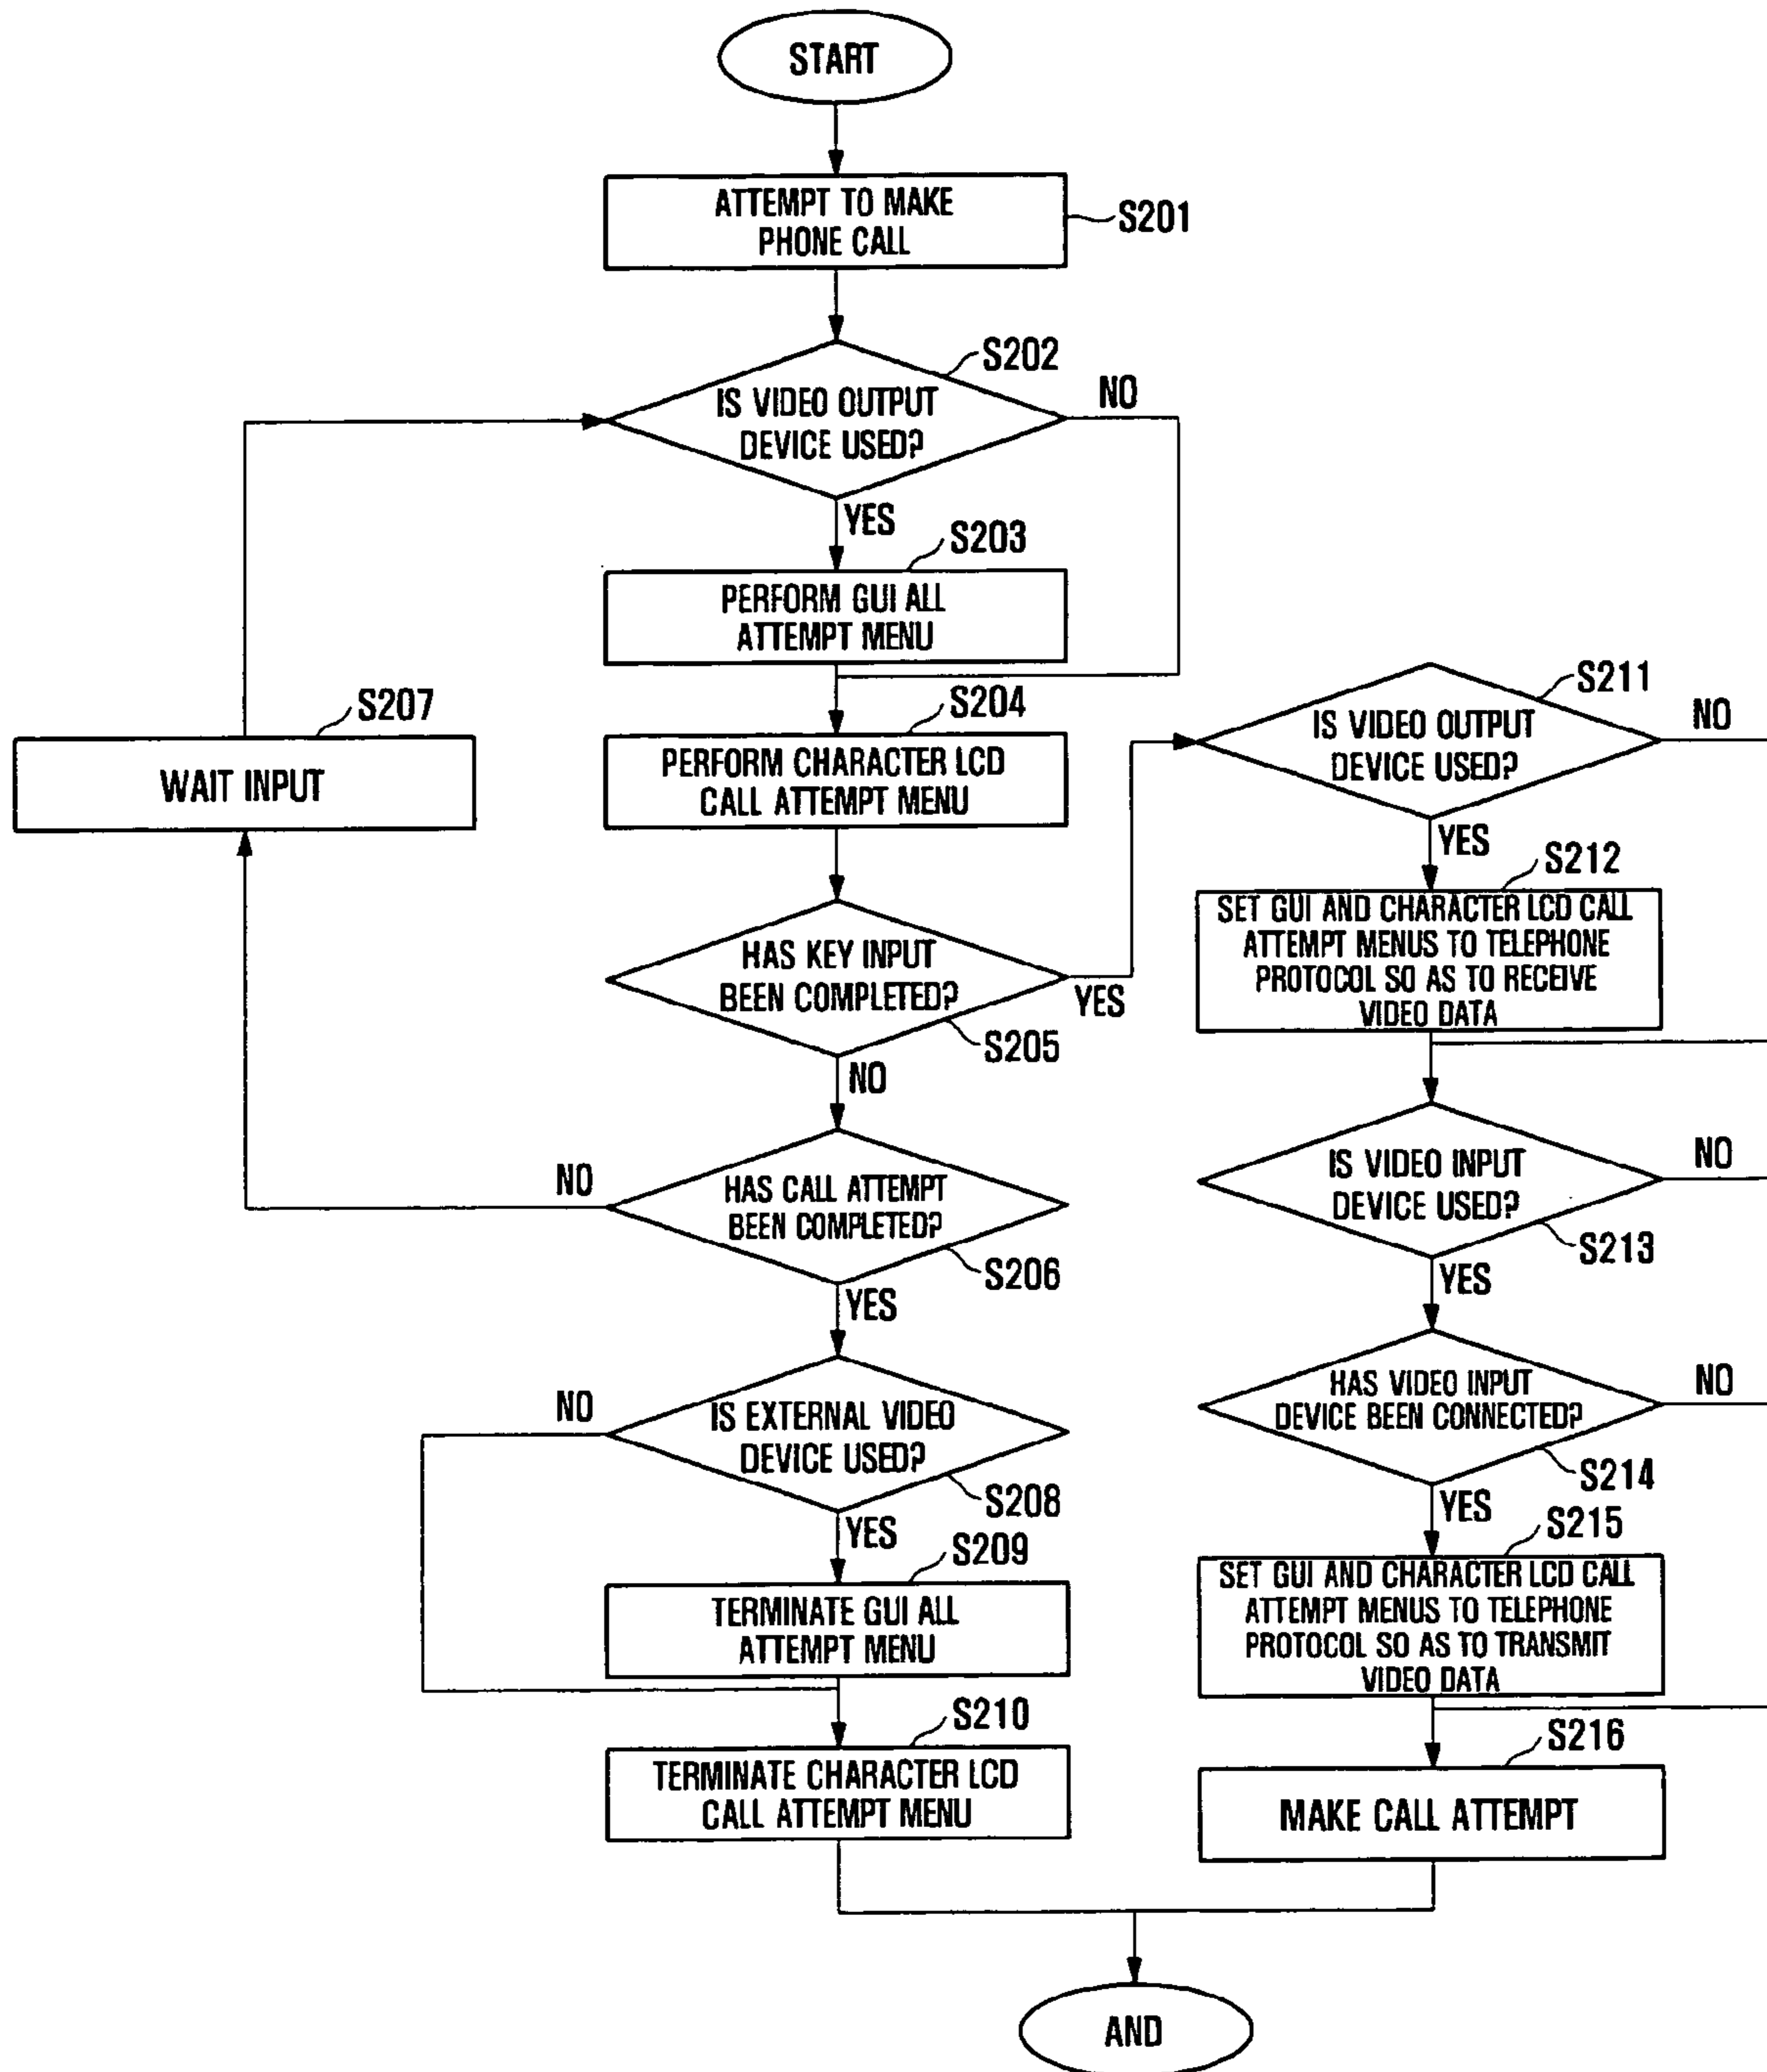 START
ATTEMPT TO MAKE
PHONE CALL
S201
S202
IS VIDEO OUTPUT
DEVICE USED?
NO
YES
S203
PERFORM GUI ALL
ATTEMPT MENU
S204
PERFORM CHARACTER LCD
CALL ATTEMPT MENU
S207
WAIT INPUT
HAS KEY INPUT
BEEN COMPLETED?
YES
S205
NO
HAS CALL ATTEMPT
BEEN COMPLETED?
NO
S206
YES
IS EXTERNAL VIDEO
DEVICE USED?
NO
S208
YES
S209
TERMINATE GUI ALL
ATTEMPT MENU
S210
TERMINATE CHARACTER LCD
CALL ATTEMPT MENU
S211
IS VIDEO OUTPUT
DEVICE USED?
NO
YES
S212
SET GUI AND CHARACTER LCD CALL
ATTEMPT MENUS TO TELEPHONE
PROTOCOL SO AS TO RECEIVE
VIDEO DATA
IS VIDEO INPUT
DEVICE USED?
NO
S213
YES
HAS VIDEO INPUT
DEVICE BEEN CONNECTED?
NO
S214
YES
S215
SET GUI AND CHARACTER LCD CALL
ATTEMPT MENUS TO TELEPHONE
PROTOCOL SO AS TO TRANSMIT
VIDEO DATA
S216
MAKE CALL ATTEMPT
AND